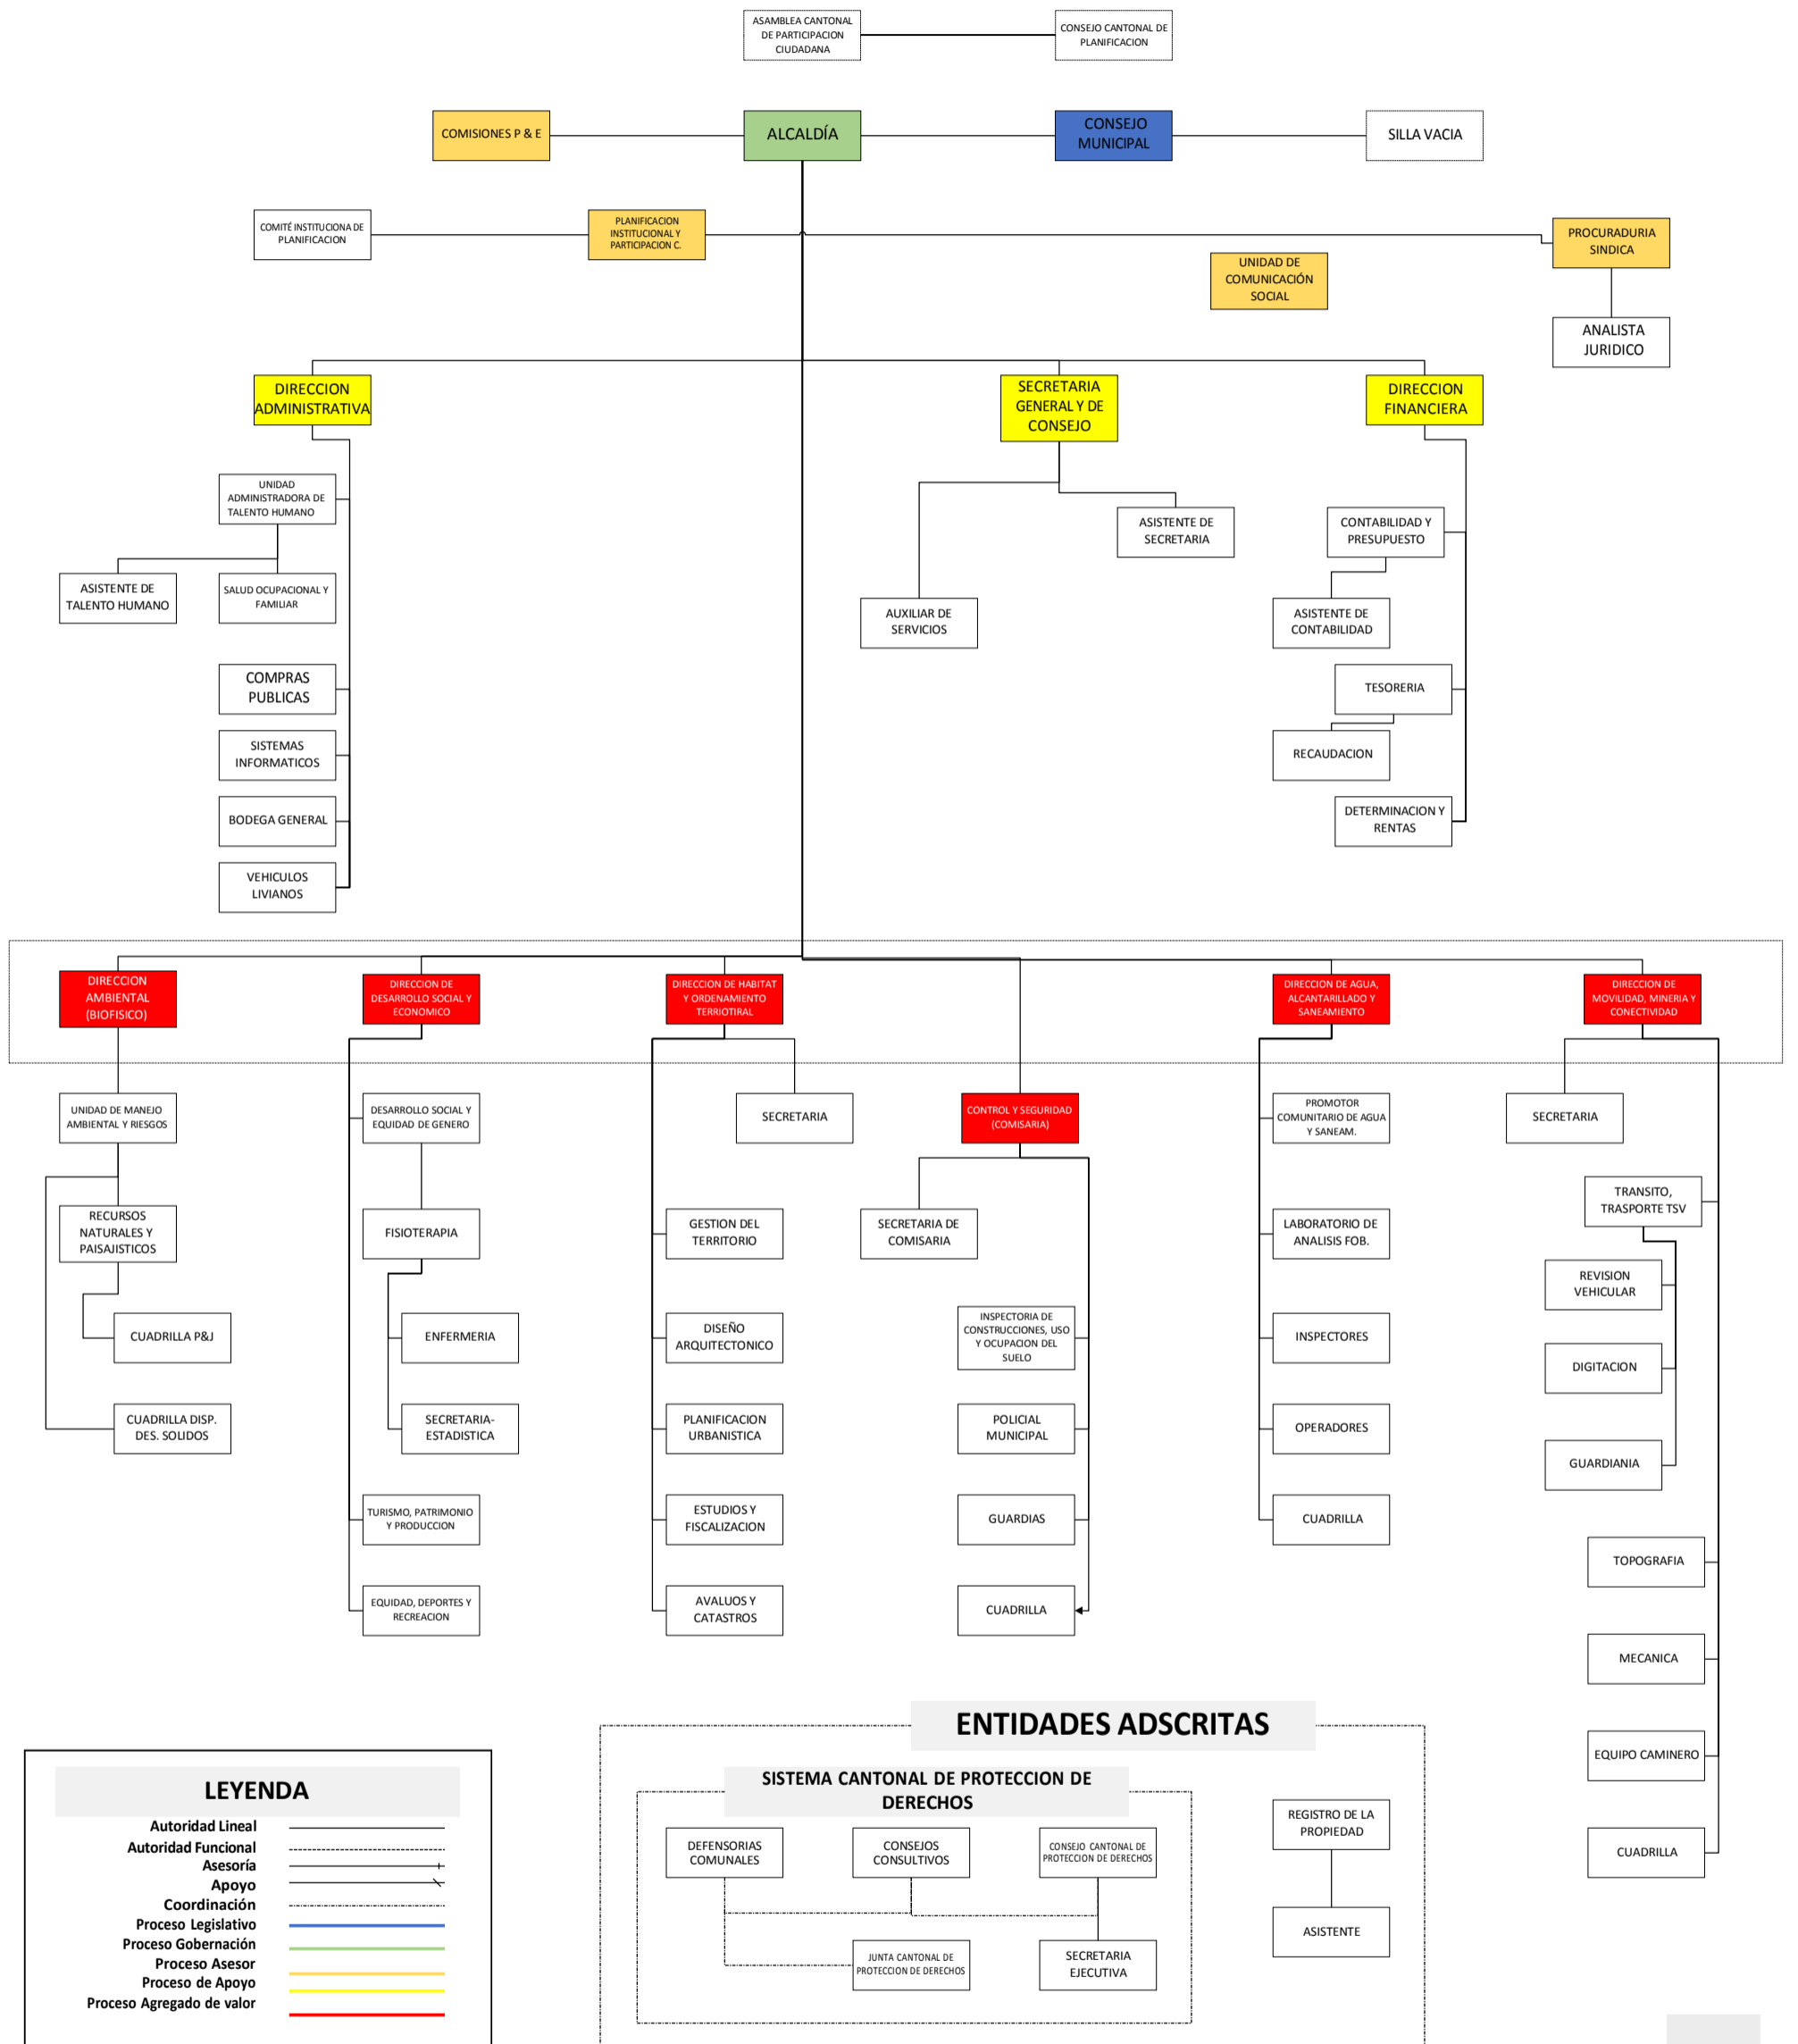 ASAMBLEA CANTONAL
DE PARTICIPACION
CIUDADANA
CONSEJO CANTONAL DE
PLANIFICACION
COMISIONES P & E
ALCALDÍA
CONSEJO
MUNICIPAL
SILLA VACIA
COMITÉ INSTITUCIONA DE
PLANIFICACION
PLANIFICACION
INSTITUCIONAL Y
PARTICIPACION C.
PROCURADURIA
SINDICA
UNIDAD DE
COMUNICACIÓN
SOCIAL
ANALISTA
JURIDICO
DIRECCION
ADMINISTRATIVA
SECRETARIA
GENERAL Y DE
CONSEJO
DIRECCION
FINANCIERA
UNIDAD
ADMINISTRADORA DE
TALENTO HUMANO
ASISTENTE DE
SECRETARIA
CONTABILIDAD Y
PRESUPUESTO
ASISTENTE DE
TALENTO HUMANO
SALUD OCUPACIONAL Y
FAMILIAR
AUXILIAR DE
SERVICIOS
ASISTENTE DE
CONTABILIDAD
COMPRAS
PUBLICAS
TESORERIA
SISTEMAS
INFORMATICOS
RECAUDACION
BODEGA GENERAL
DETERMINACION Y
RENTAS
VEHICULOS
LIVIANOS
DIRECCION
AMBIENTAL
(BIOFISICO)
DIRECCION DE
DESARROLLO SOCIAL Y
ECONOMICO
DIRECCION DE HABITAT
Y ORDENAMIENTO
TERRIOTIRAL
DIRECCION DE AGUA,
ALCANTARILLADO Y
SANEAMIENTO
DIRECCION DE
MOVILIDAD, MINERIA Y
CONECTIVIDAD
UNIDAD DE MANEJO
AMBIENTAL Y RIESGOS
DESARROLLO SOCIAL Y
EQUIDAD DE GENERO
SECRETARIA
CONTROL Y SEGURIDAD
(COMISARIA)
PROMOTOR
COMUNITARIO DE AGUA
Y SANEAM.
SECRETARIA
RECURSOS
NATURALES Y
PAISAJISTICOS
FISIOTERAPIA
GESTION DEL
TERRITORIO
SECRETARIA DE
COMISARIA
LABORATORIO DE
ANALISIS FOB.
TRANSITO,
TRASPORTE TSV
REVISION
VEHICULAR
CUADRILLA P&J
ENFERMERIA
DISEÑO
ARQUITECTONICO
INSPECTORIA DE
CONSTRUCCIONES, USO
Y OCUPACION DEL
SUELO
INSPECTORES
DIGITACION
CUADRILLA DISP.
DES. SOLIDOS
SECRETARIA-
ESTADISTICA
PLANIFICACION
URBANISTICA
POLICIAL
MUNICIPAL
OPERADORES
GUARDIANIA
TURISMO, PATRIMONIO
Y PRODUCCION
ESTUDIOS Y
FISCALIZACION
GUARDIAS
CUADRILLA
TOPOGRAFIA
EQUIDAD, DEPORTES Y
RECREACION
AVALUOS Y
CATASTROS
CUADRILLA
MECANICA
EQUIPO CAMINERO
CUADRILLA
LEYENDA
Autoridad Lineal
Autoridad Funcional
Asesoría
Apoyo
Coordinación
Proceso Legislativo
Proceso Gobernación
Proceso Asesor
Proceso de Apoyo
Proceso Agregado de valor
ENTIDADES ADSCRITAS
SISTEMA CANTONAL DE PROTECCION DE
DERECHOS
DEFENSORIAS
COMUNALES
CONSEJOS
CONSULTIVOS
CONSEJO CANTONAL DE
PROTECCION DE DERECHOS
REGISTRO DE LA
PROPIEDAD
JUNTA CANTONAL DE
PROTECCION DE DERECHOS
SECRETARIA
EJECUTIVA
ASISTENTE